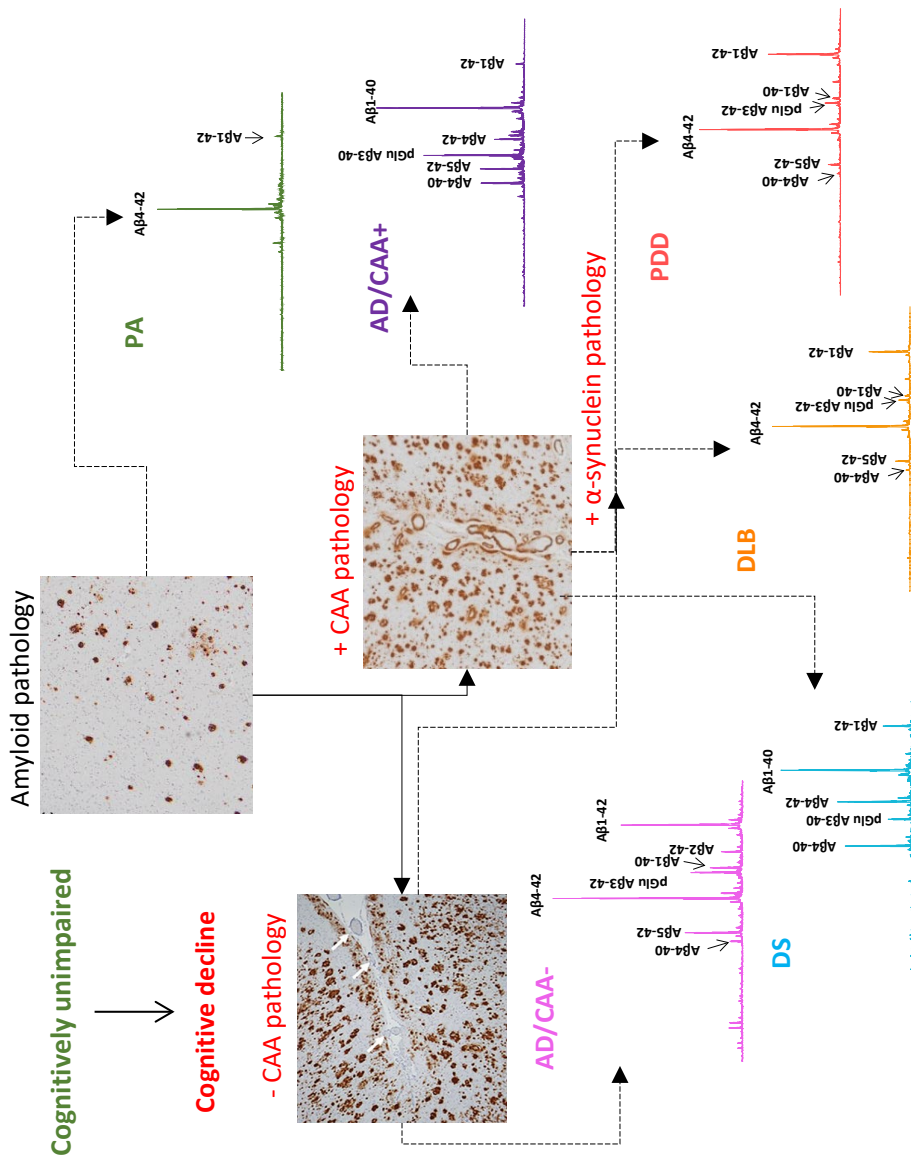 Cognitively unimpaired
Cognitive decline
Amyloid pathology
- CAA pathology
+ CAA pathology
PA
Aβ4-42
Aβ1-42
AD/CAA+
Aβ4-40
Aβ5-42
pGlu Aβ3-40
Aβ4-42
Aβ1-40
Aβ1-42
AD/CAA-
Aβ4-40
Aβ5-42
Aβ4-42
pGlu Aβ3-42
Aβ1-40
Aβ2-42
Aβ1-42
+ α-synuclein pathology
DS
Aβ4-40
pGlu Aβ3-40
Aβ4-42
Aβ1-40
Aβ1-42
DLB
Aβ4-40
Aβ5-42
Aβ4-42
pGlu Aβ3-42
Aβ1-40
Aβ1-42
PDD
Aβ4-40
Aβ5-42
Aβ4-42
pGlu Aβ3-42
Aβ1-40
Aβ1-42